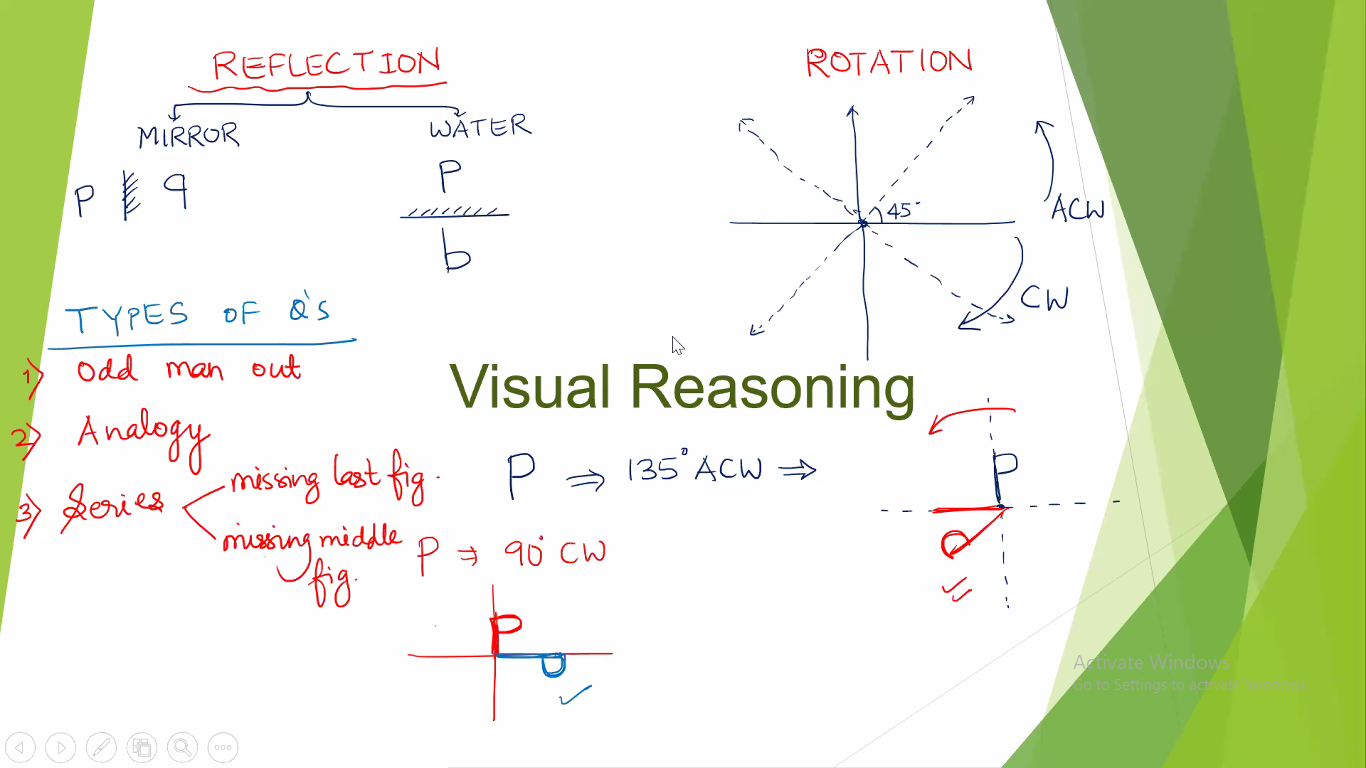 REFLECTION
MIRROR
WATER
P q
P
b
ROTATION
45°
ACW
CW
TYPES OF Q's
1) Odd man out
2) Analogy
3) Series
missing last fig.
missing middle
fig.
Visual Reasoning
P ⇒ 135° ACW ⇒
P
P ⇒ 90° CW
P
Activate Windows
Go to Settings to activate Windows.